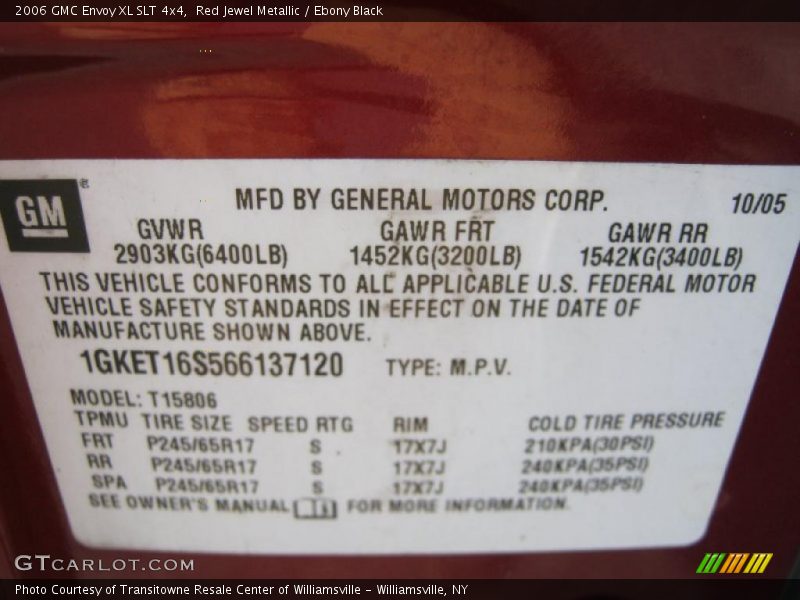 2006 GMC Envoy XL SLT 4x4, Red Jewel Metallic / Ebony Black
GM
®
MFD BY GENERAL MOTORS CORP. 10/05
GVWR GAWR FRT GAWR RR
2903KG(6400LB) 1452KG(3200LB) 1542KG(3400LB)
THIS VEHICLE CONFORMS TO ALL APPLICABLE U.S. FEDERAL MOTOR
VEHICLE SAFETY STANDARDS IN EFFECT ON THE DATE OF
MANUFACTURE SHOWN ABOVE.
1GKET16S566137120 TYPE: M.P.V.
MODEL: T15806
TPMU TIRE SIZE SPEED RTG RIM COLD TIRE PRESSURE
FRT P245/65R17 S 17X7J 210KPA(30PSI)
RR P245/65R17 S 17X7J 240KPA(35PSI)
SPA P245/65R17 S 17X7J 240KPA(35PSI)
SEE OWNER'S MANUAL FOR MORE INFORMATION.
GTCARLOT.COM
Photo Courtesy of Transitowne Resale Center of Williamsville - Williamsville, NY